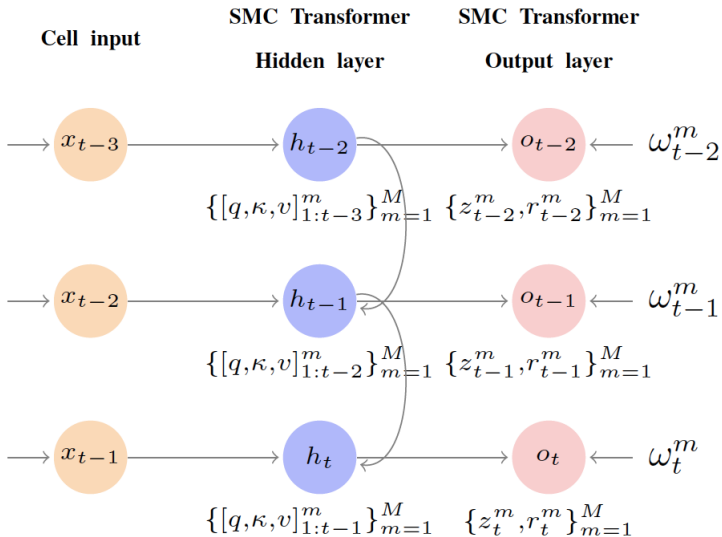 Cell input
SMC Transformer
Hidden layer
SMC Transformer
Output layer
x_{t−3}
h_{t−2}
o_{t−2}
ω^m_{t−2}
{[q,κ,v]^m_{1:t−3}}^M_{m=1}
{z^m_{t−2},r^m_{t−2}}^M_{m=1}
x_{t−2}
h_{t−1}
o_{t−1}
ω^m_{t−1}
{[q,κ,v]^m_{1:t−2}}^M_{m=1}
{z^m_{t−1},r^m_{t−1}}^M_{m=1}
x_{t−1}
h_t
o_t
ω^m_t
{[q,κ,v]^m_{1:t−1}}^M_{m=1}
{z^m_t,r^m_t}^M_{m=1}